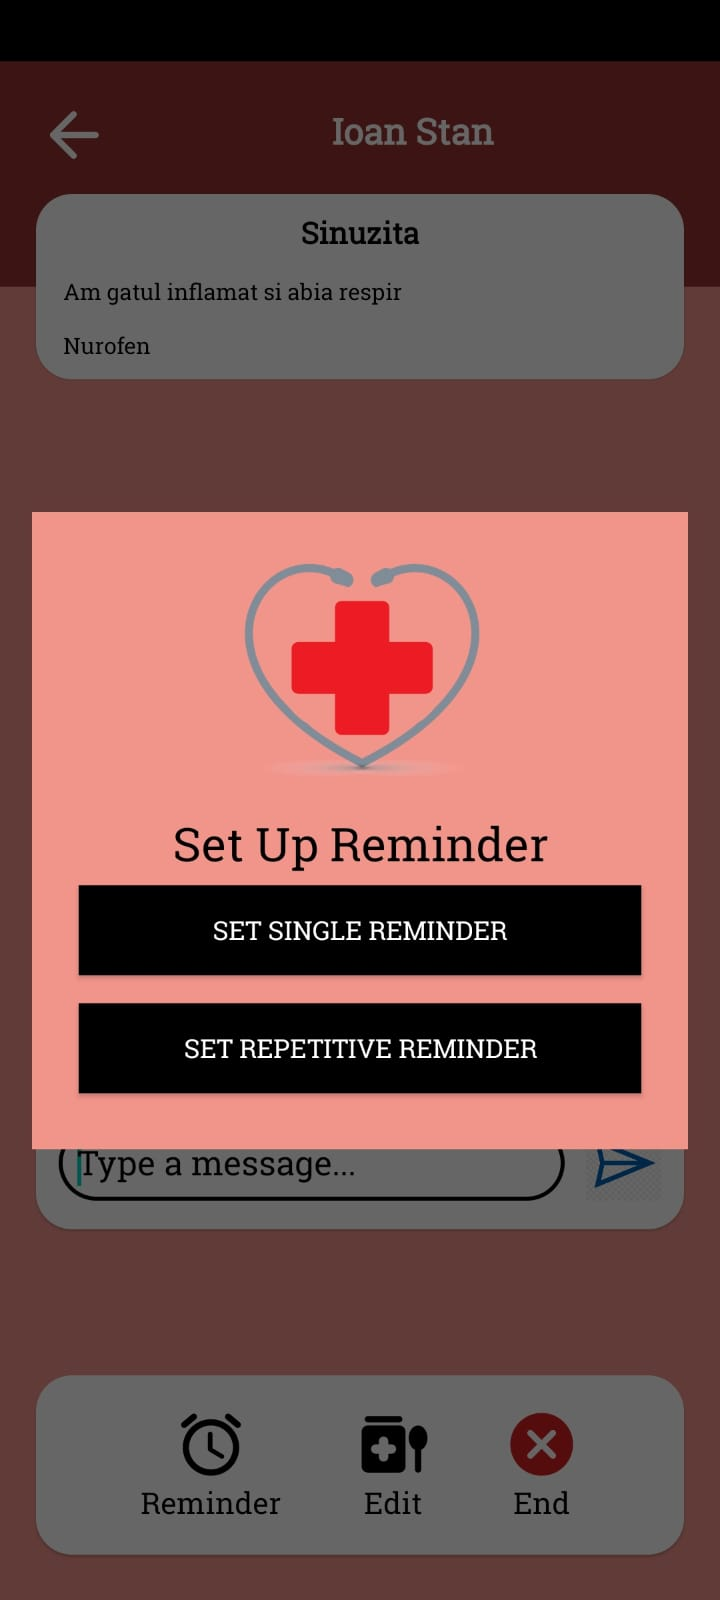 Ioan Stan
Sinuzita
Am gatul inflamat si abia respir
Nurofen
Set Up Reminder
SET SINGLE REMINDER
SET REPETITIVE REMINDER
Type a message...
Reminder
Edit
End